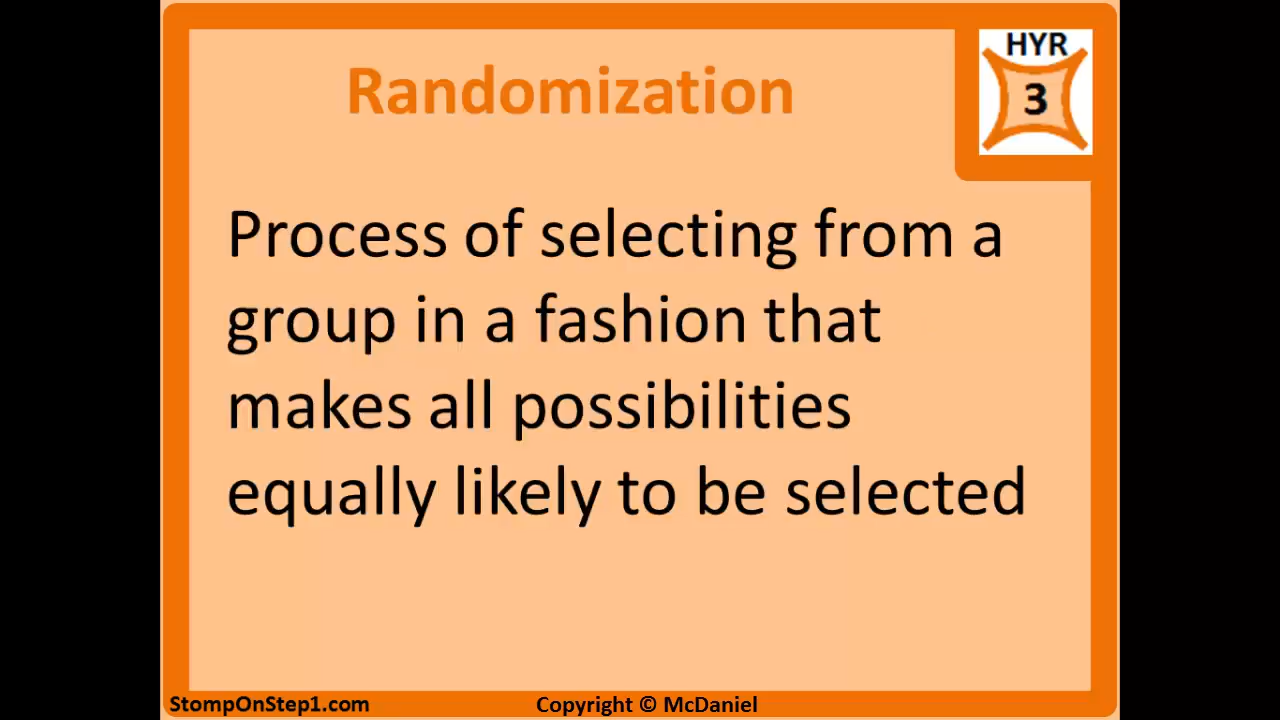 HYR
3
Randomization
Process of selecting from a
group in a fashion that
makes all possibilities
equally likely to be selected
StompOnStep1.com
Copyright © McDaniel